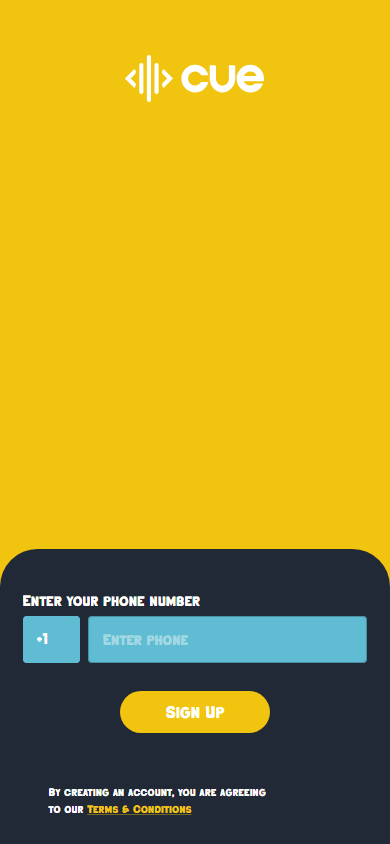 cue
Enter your phone number
+1
Enter phone
Sign Up
By creating an account, you are agreeing
to our Terms & Conditions